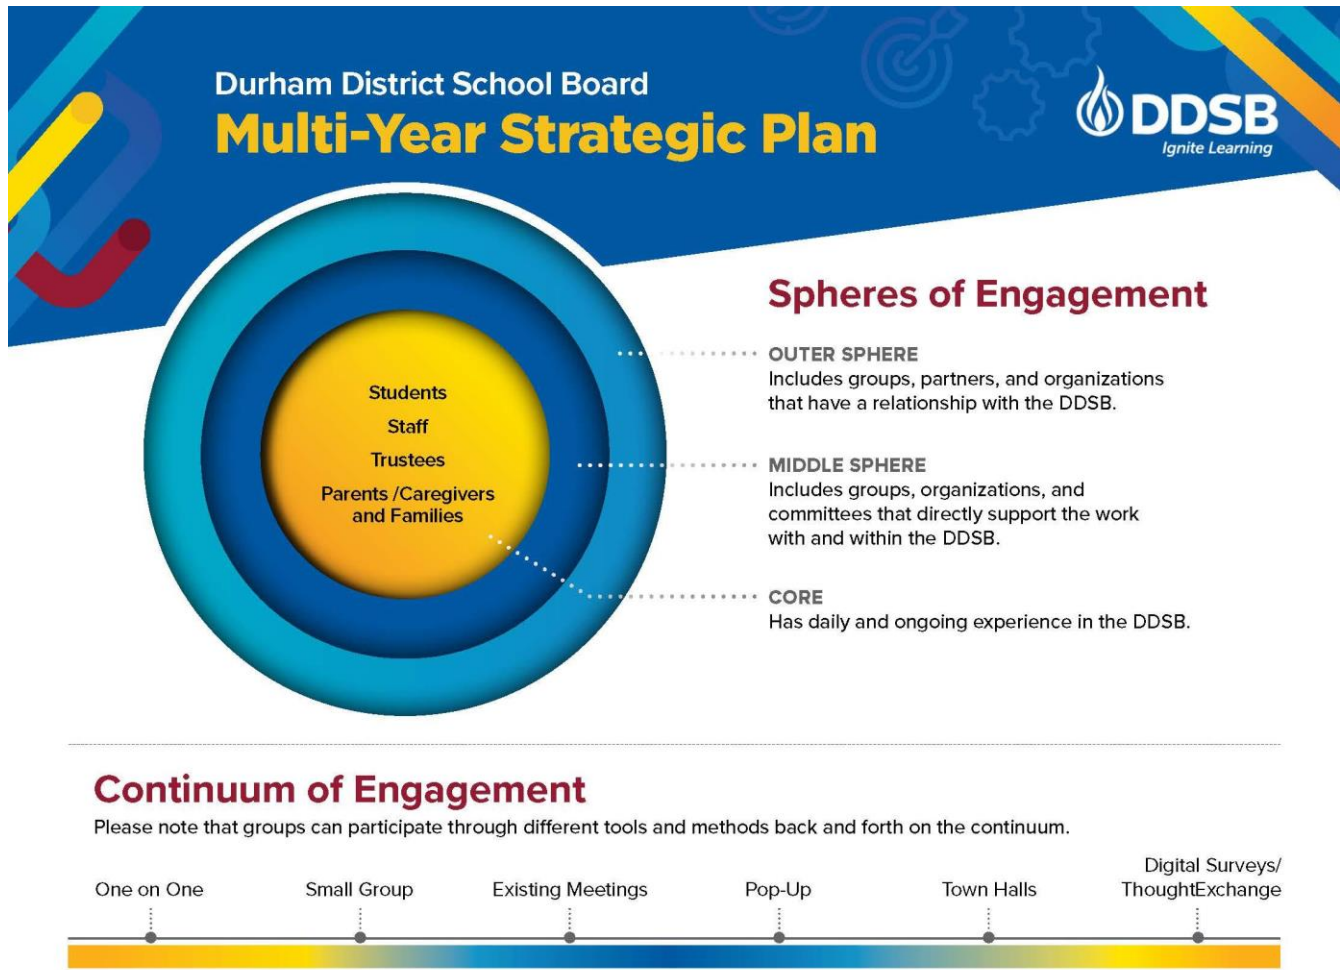 Durham District School Board
Multi-Year Strategic Plan
DDSB
Ignite Learning
Students
Staff
Trustees
Parents /Caregivers
and Families
Spheres of Engagement
OUTER SPHERE
Includes groups, partners, and organizations
that have a relationship with the DDSB.
MIDDLE SPHERE
Includes groups, organizations, and
committees that directly support the work
with and within the DDSB.
CORE
Has daily and ongoing experience in the DDSB.
Continuum of Engagement
Please note that groups can participate through different tools and methods back and forth on the continuum.
One on One
Small Group
Existing Meetings
Pop-Up
Town Halls
Digital Surveys/
ThoughtExchange